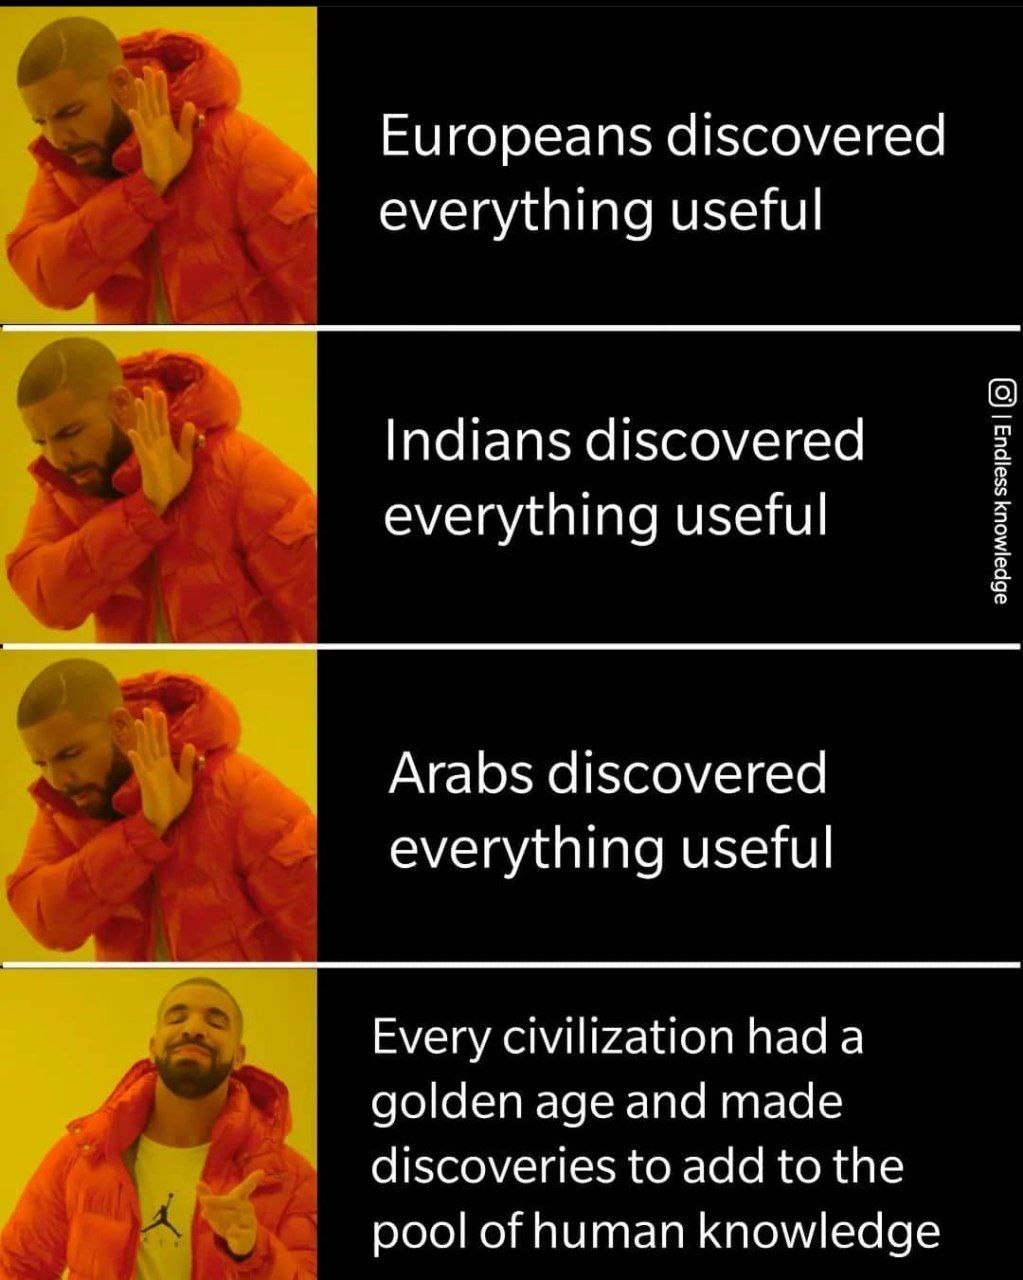 Europeans discovered
everything useful
Indians discovered
everything useful
| Endless knowledge
Arabs discovered
everything useful
Every civilization had a
golden age and made
discoveries to add to the
pool of human knowledge